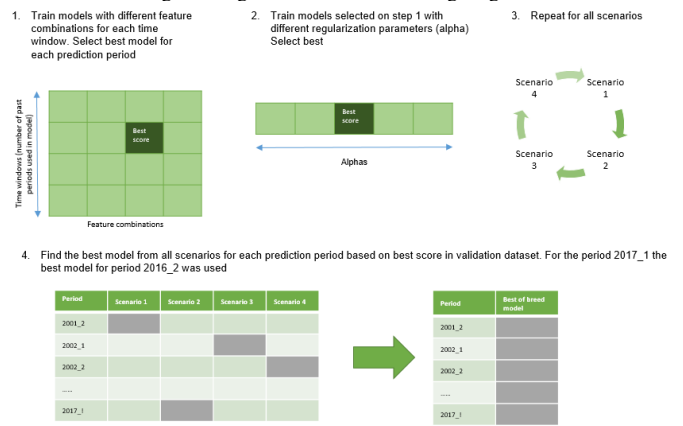 1. Train models with different feature
combinations for each time
window. Select best model for
each prediction period
2. Train models selected on step 1 with
different regularization parameters (alpha)
Select best
3. Repeat for all scenarios
Time windows (number of past
periods used in model)
Best
score
Feature combinations
Best
score
Alphas
Scenario
4
Scenario
1
Scenario
3
Scenario
2
4. Find the best model from all scenarios for each prediction period based on best score in validation dataset. For the period 2017_1 the
best model for period 2016_2 was used
Period Scenario 1 Scenario 2 Scenario 3 Scenario 4
2001_2
2002_1
2002_2
.....
2017_!
Period Best of breed
model
2001_2
2002_1
2002_2
.....
2017_!